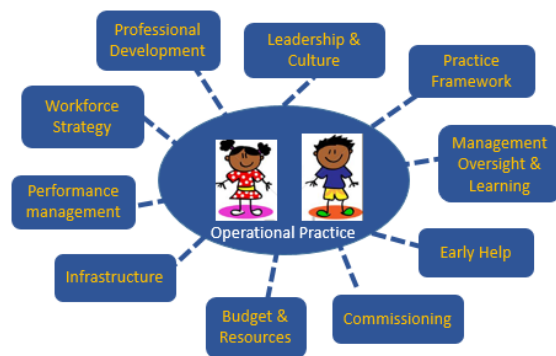 Professional
Development
Leadership &
Culture
Practice
Framework
Workforce
Strategy
Management
Oversight &
Learning
Performance
management
Operational Practice
Early Help
Infrastructure
Budget &
Resources
Commissioning